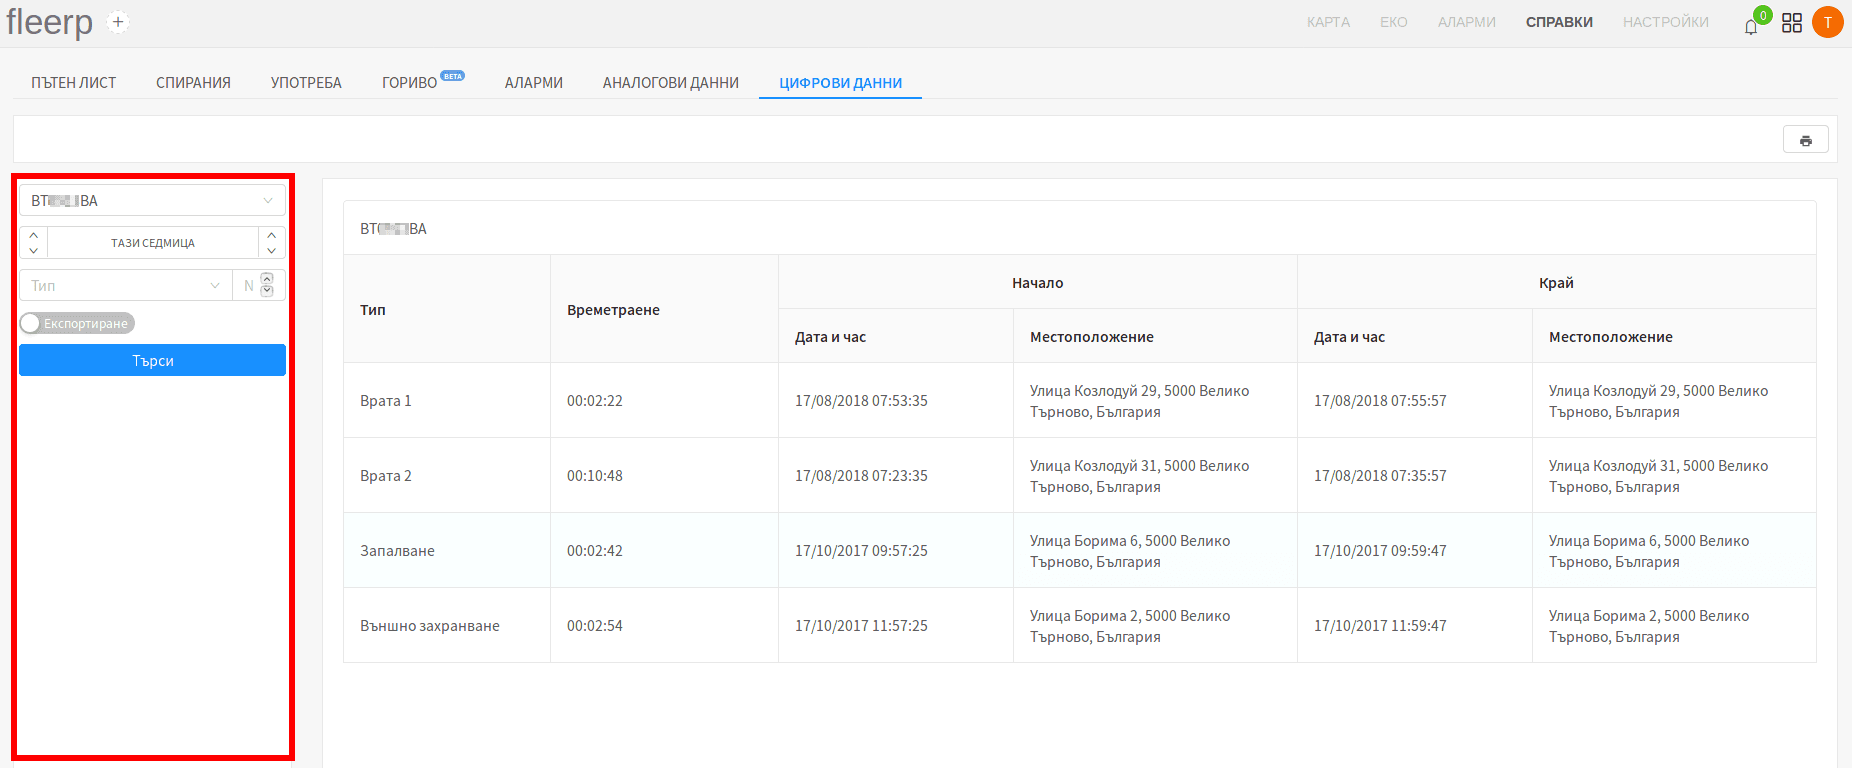 fleerp +
КАРТА ЕКО АЛАРМИ СПРАВКИ НАСТРОЙКИ 0 T
ПЪТЕН ЛИСТ СПИРАНИЯ УПОТРЕБА ГОРИВО BETA АЛАРМИ АНАЛОГОВИ ДАННИ ЦИФРОВИ ДАННИ
ТАЗИ СЕДМИЦА
Тип N
Експортиране
Търси
Тип Времетраене Начало Край
Дата и час Местоположение Дата и час Местоположение
Врата 1 00:02:22 17/08/2018 07:53:35 Улица Козлодуй 29, 5000 Велико Търново, България 17/08/2018 07:55:57 Улица Козлодуй 29, 5000 Велико Търново, България
Врата 2 00:10:48 17/08/2018 07:23:35 Улица Козлодуй 31, 5000 Велико Търново, България 17/08/2018 07:35:57 Улица Козлодуй 31, 5000 Велико Търново, България
Запалване 00:02:42 17/10/2017 09:57:25 Улица Борима 6, 5000 Велико Търново, България 17/10/2017 09:59:47 Улица Борима 6, 5000 Велико Търново, България
Външно захранване 00:02:54 17/10/2017 11:57:25 Улица Борима 2, 5000 Велико Търново, България 17/10/2017 11:59:47 Улица Борима 2, 5000 Велико Търново, България